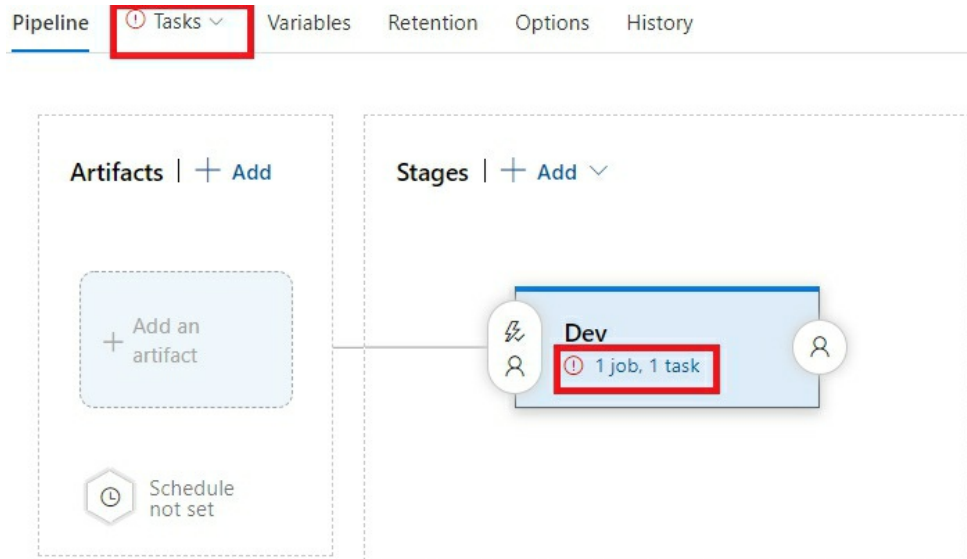 Pipeline Tasks Variables Retention Options History
Artifacts | + Add
Stages | + Add
+ Add an
artifact
Dev
1 job, 1 task
Schedule
not set